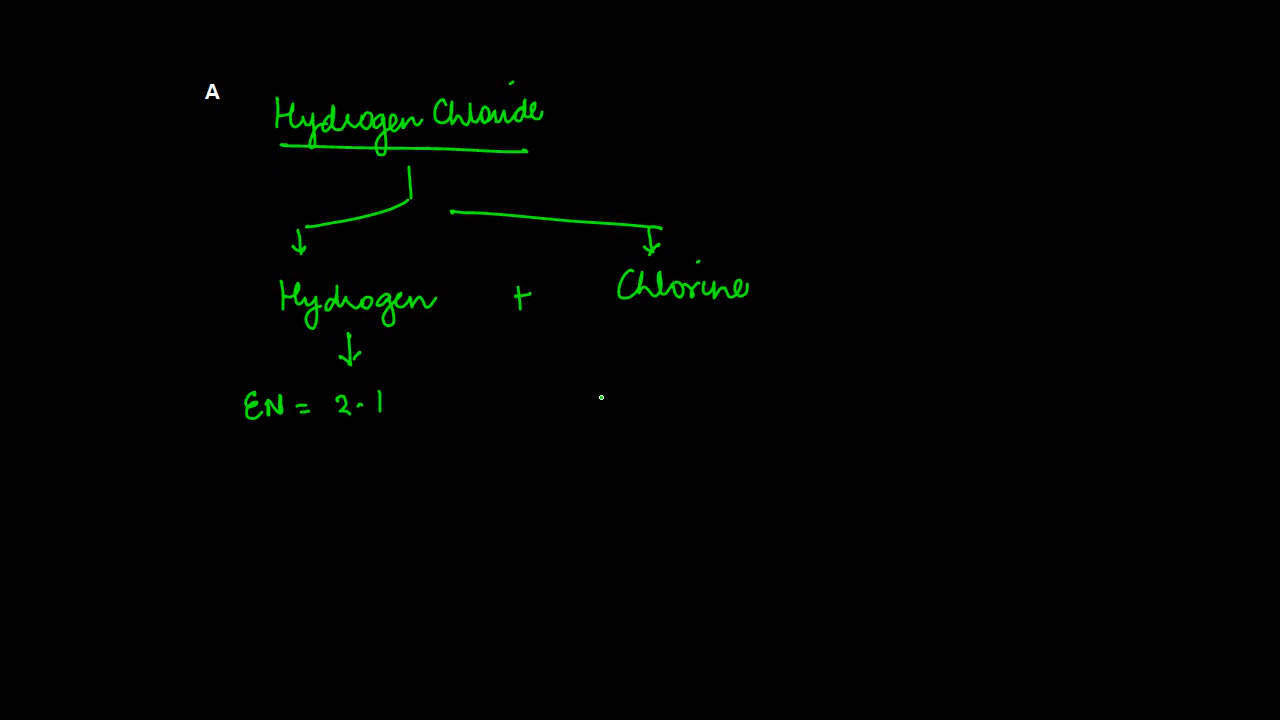 A
Hydrogen Chloride
Hydrogen + Chlorine
EN = 2.1